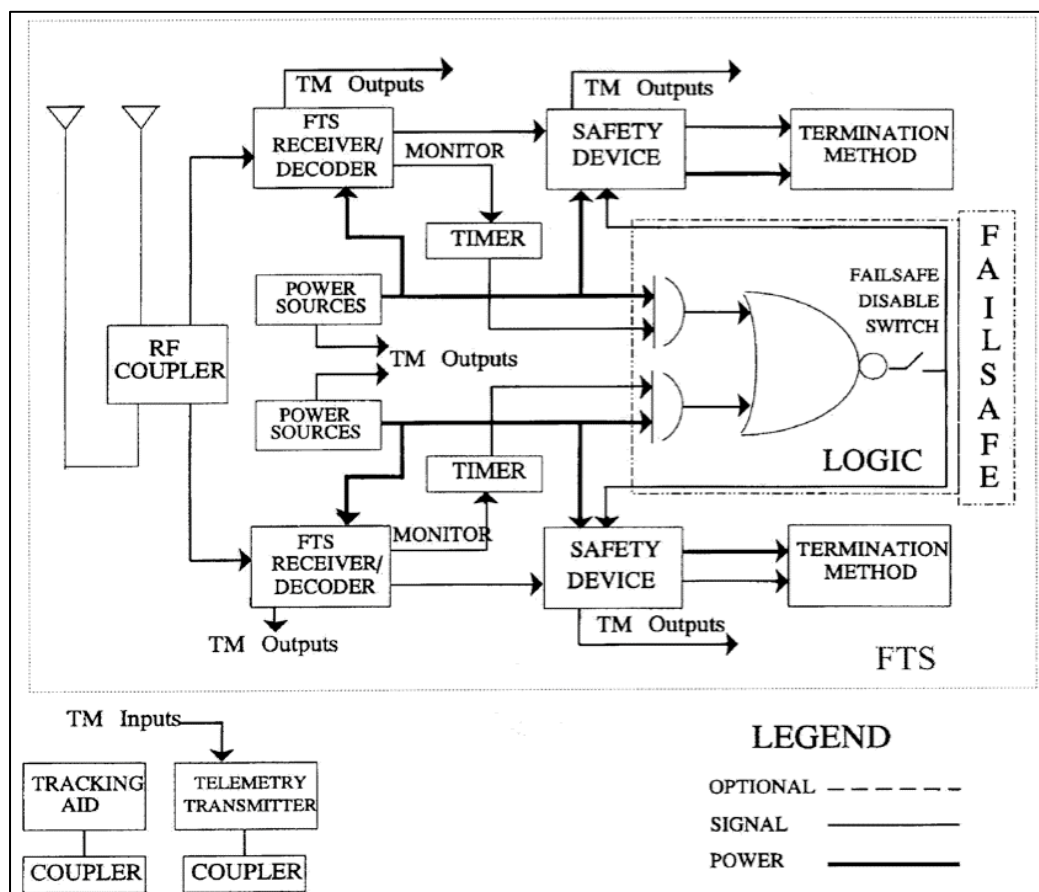 TM Outputs
FTS
RECEIVER/
DECODER
MONITOR
TIMER
TM Outputs
SAFETY
DEVICE
TERMINATION
METHOD
POWER
SOURCES
TM Outputs
POWER
SOURCES
RF
COUPLER
FAILSAFE
DISABLE
SWITCH
LOGIC
FAILSAFE
TIMER
MONITOR
FTS
RECEIVER/
DECODER
TM Outputs
SAFETY
DEVICE
TM Outputs
TERMINATION
METHOD
FTS
TM Inputs
TRACKING
AID
COUPLER
TELEMETRY
TRANSMITTER
COUPLER
LEGEND
OPTIONAL
SIGNAL
POWER